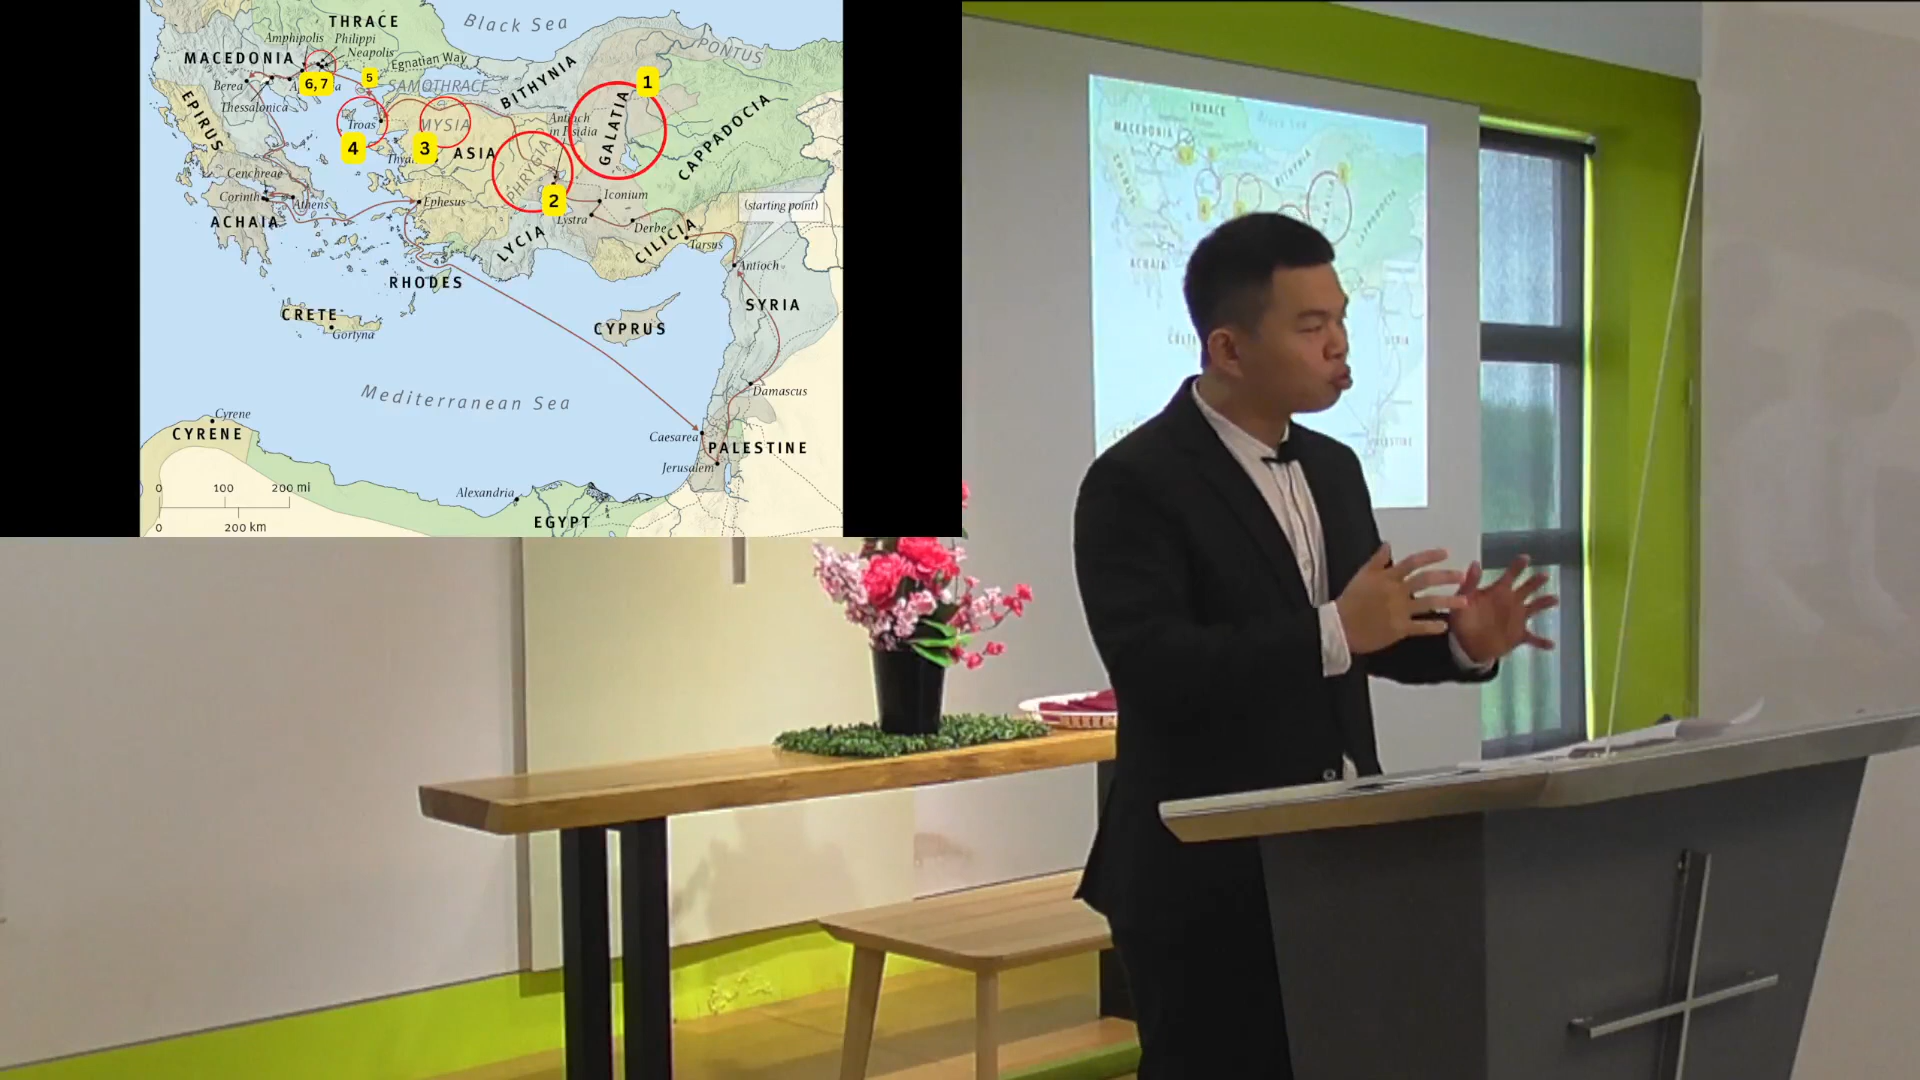 Black Sea
THRACE
PONTUS
Amphipolis
Philippi
MACEDONIA
Neapolis
Egnatian Way
BITHYNIA
1
5
Berea
6, 7
SAMOTHRACE
GALATIA
CAPPADOCIA
EPIRUS
Thessalonica
Troas
MYSIA
4
3
ASIA
PHRYGIA
Cenchreae
2
Iconium
Corinth
Athens
Ephesus
(starting point)
ACHAIA
Lystra
Derbe
LYCIA
CILICIA
Tarsus
Antioch
RHODES
SYRIA
CRETE
CYPRUS
Gortyna
Mediterranean Sea
Damascus
Cyrene
CYRENE
Caesarea
PALESTINE
Jerusalem
0 100 200 mi
Alexandria
EGYPT
0 200 km
THRACE
MACEDONIA